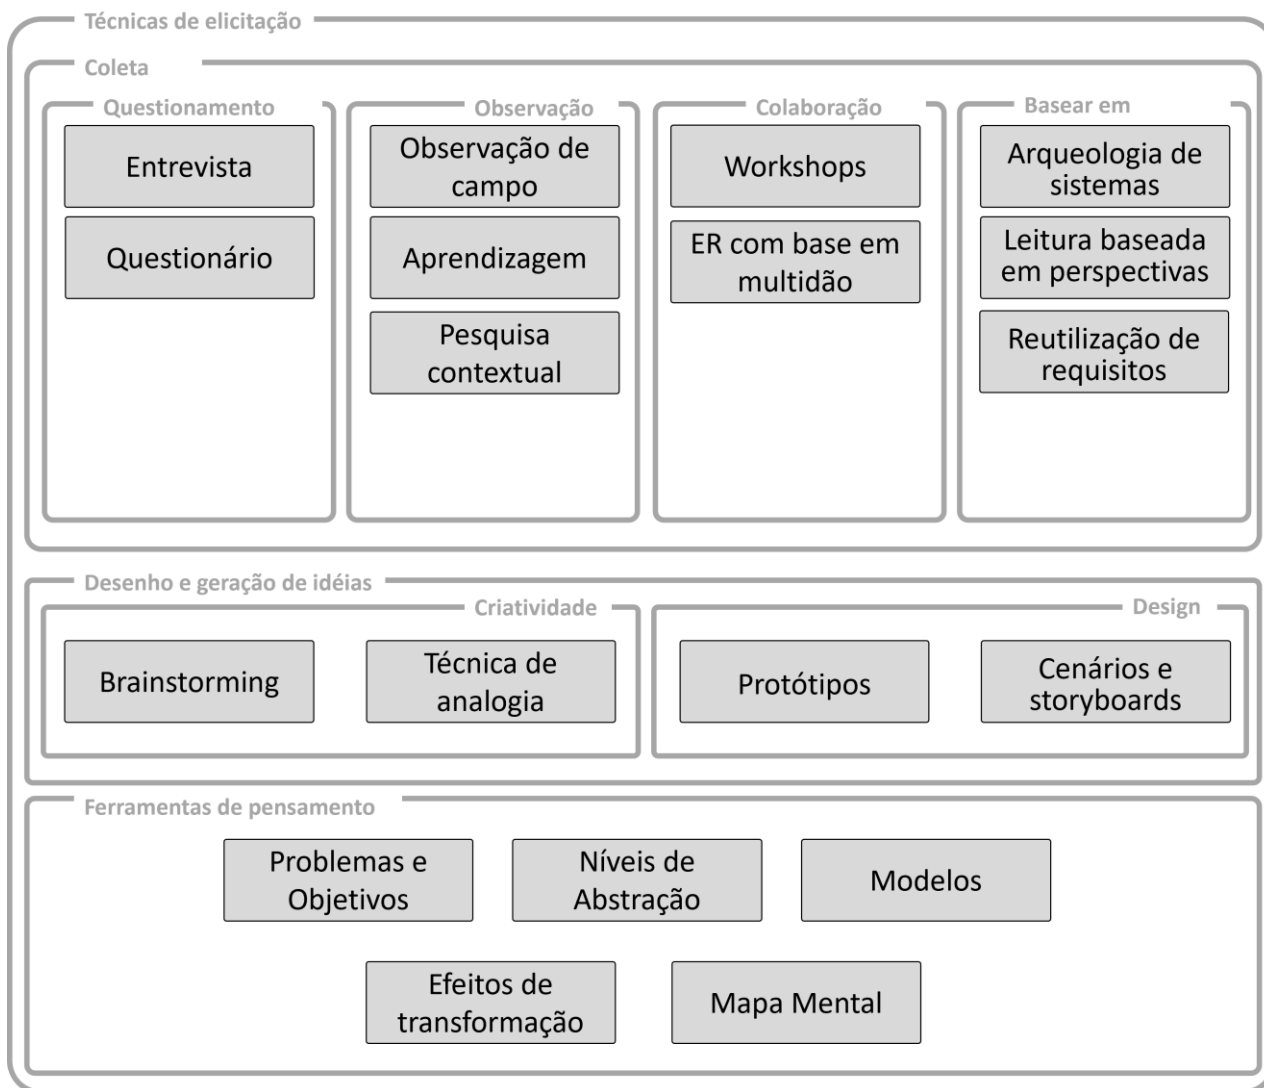 Técnicas de elicitação
Coleta
Questionamento
Entrevista
Questionário
Observação
Observação de
campo
Aprendizagem
Pesquisa
contextual
Colaboração
Workshops
ER com base em
multidão
Basear em
Arqueologia de
sistemas
Leitura baseada
em perspectivas
Reutilização de
requisitos
Desenho e geração de idéias
Criatividade
Brainstorming
Técnica de
analogia
Design
Protótipos
Cenários e
storyboards
Ferramentas de pensamento
Problemas e
Objetivos
Níveis de
Abstração
Modelos
Efeitos de
transformação
Mapa Mental